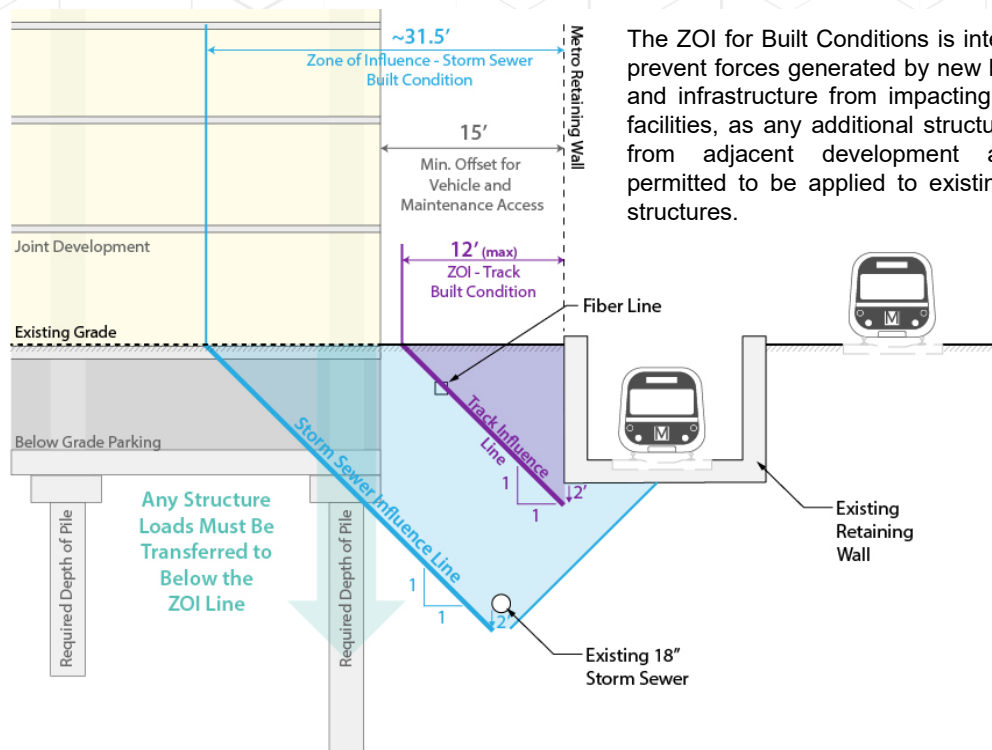 ~31.5’
Zone of Influence - Storm Sewer
Built Condition
Metro Retaining Wall
The ZOI for Built Conditions is inte
prevent forces generated by new
and infrastructure from impacting
facilities, as any additional structu
from adjacent development a
permitted to be applied to existin
structures.
15’
Min. Offset for
Vehicle and
Maintenance Access
Joint Development
12’ (max)
ZOI - Track
Built Condition
Fiber Line
Existing Grade
M
M
Track Influence
Line
1
1
2’
Below Grade Parking
Storm Sewer Influence Line
1
1
2’
Any Structure
Loads Must Be
Transferred to
Below the
ZOI Line
Required Depth of Pile
Required Depth of Pile
Existing
Retaining
Wall
Existing 18”
Storm Sewer